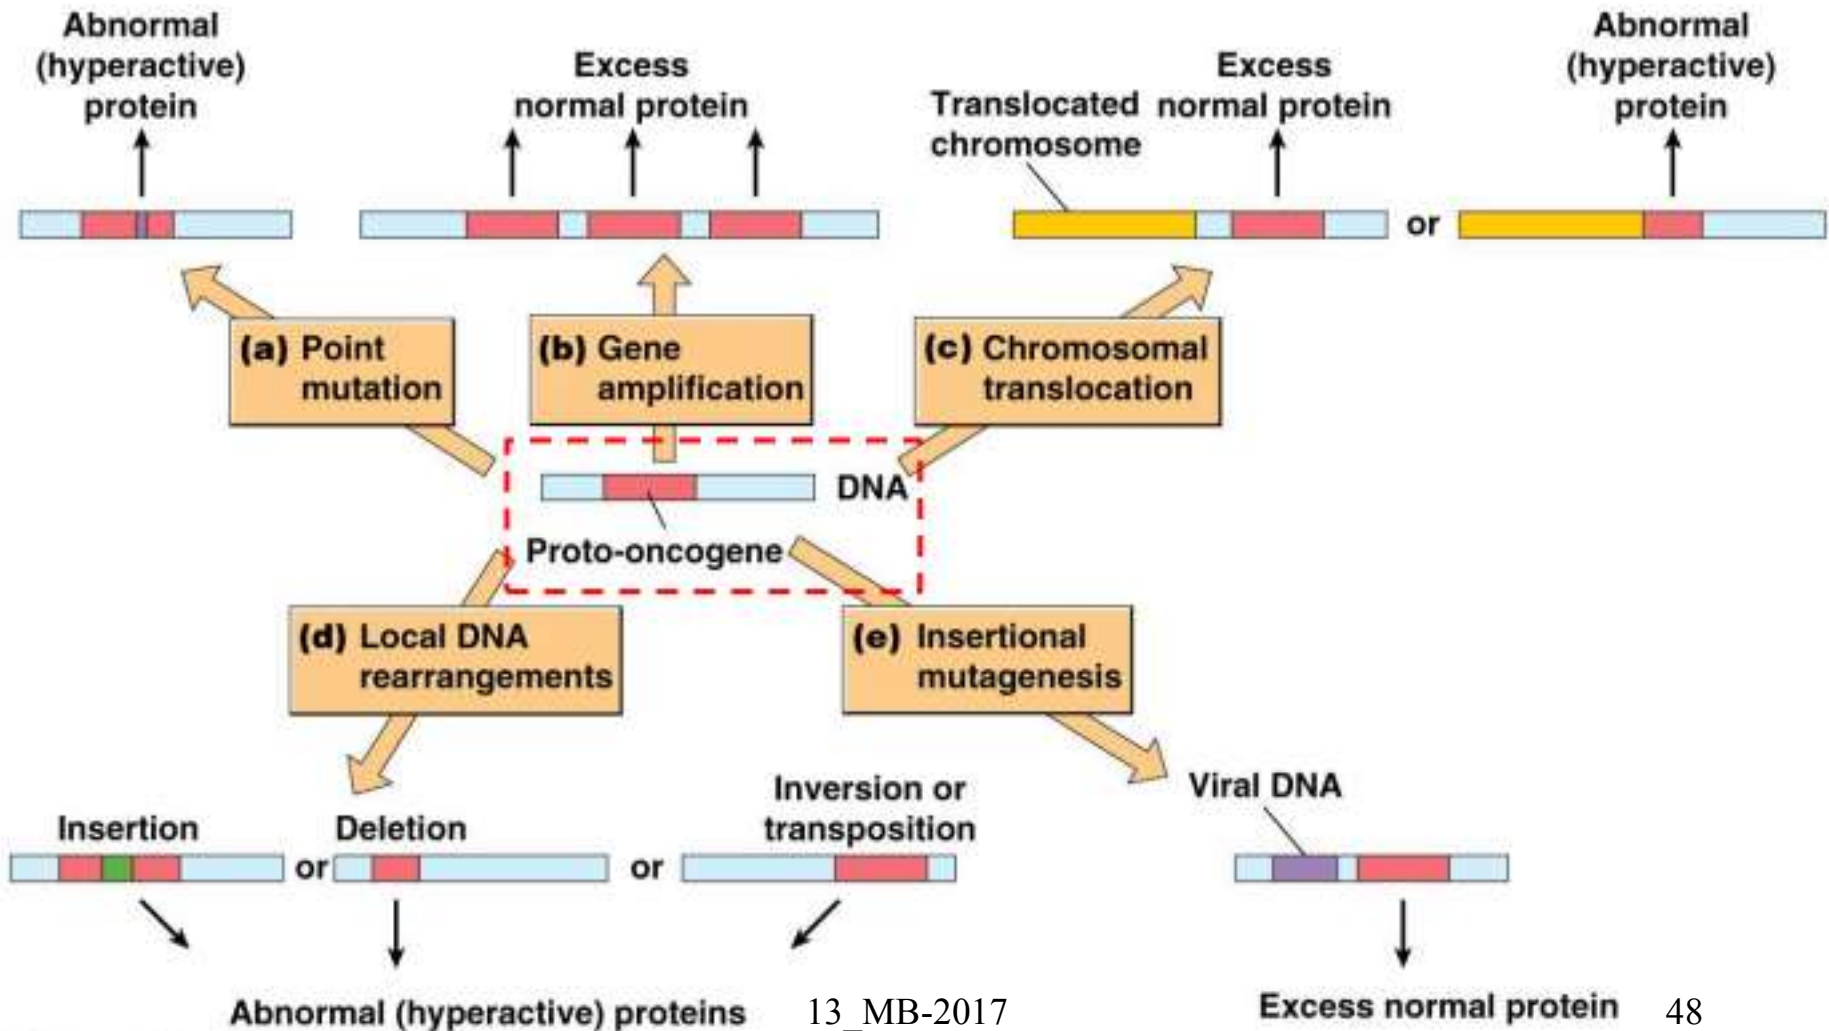 Abnormal
(hyperactive)
protein
Excess
normal protein
Translocated
chromosome
Excess
normal protein
Abnormal
(hyperactive)
protein
or
(a) Point
mutation
(b) Gene
amplification
(c) Chromosomal
translocation
DNA
Proto-oncogene
(d) Local DNA
rearrangements
(e) Insertional
mutagenesis
Insertion
or
Deletion
or
Inversion or
transposition
Viral DNA
Abnormal (hyperactive) proteins
13_MB-2017
Excess normal protein
48